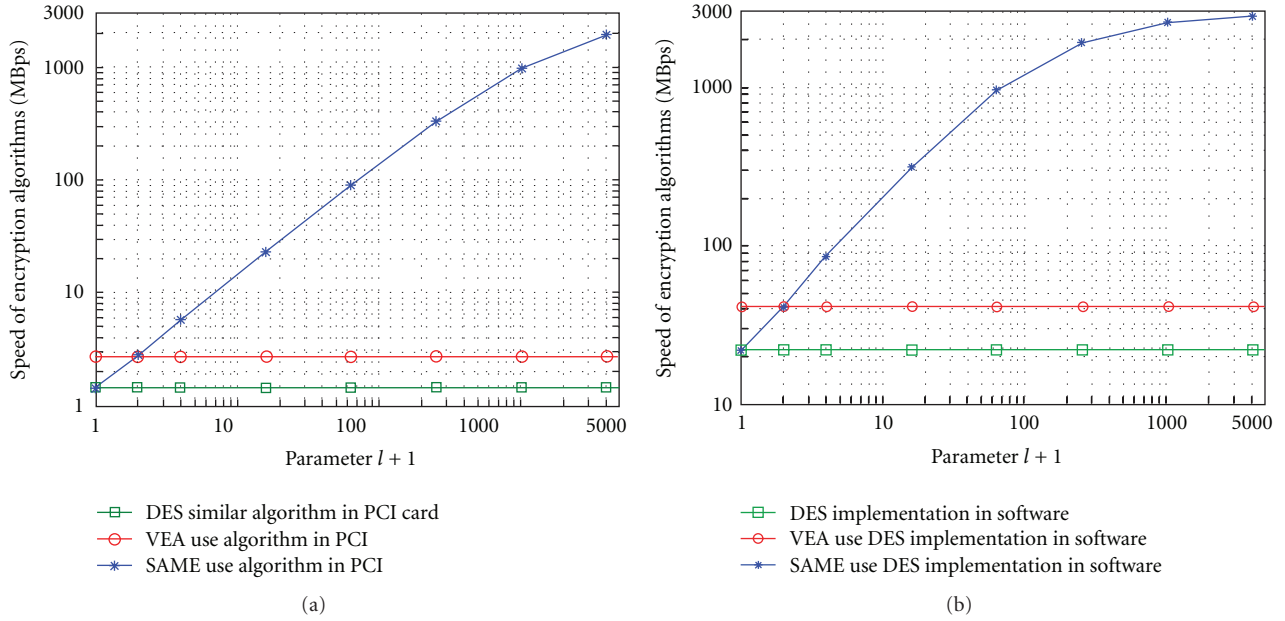 3000
1000
100
10
1
Speed of encryption algorithms (MBps)
1
10
100
1000
5000
Parameter l + 1
DES similar algorithm in PCI card
VEA use algorithm in PCI
SAME use algorithm in PCI
(a)
3000
1000
100
10
Speed of encryption algorithms (MBps)
1
10
100
1000
5000
Parameter l + 1
DES implementation in software
VEA use DES implementation in software
SAME use DES implementation in software
(b)